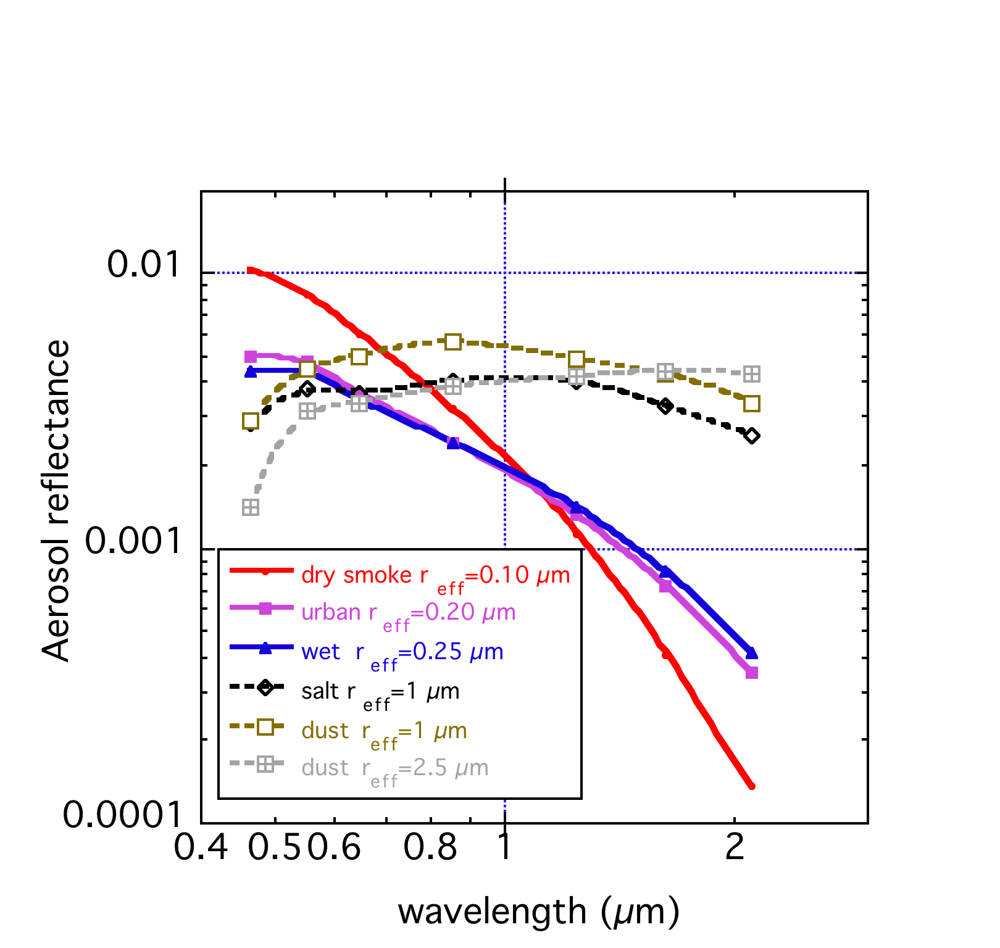 0.01
0.001
0.0001
Aerosol reflectance
dry smoke r eff=0.10 µm
urban r eff=0.20 µm
wet r eff=0.25 µm
salt r eff=1 µm
dust r eff=1 µm
dust r eff=2.5 µm
0.4 0.5 0.6 0.8 1 2
wavelength (µm)